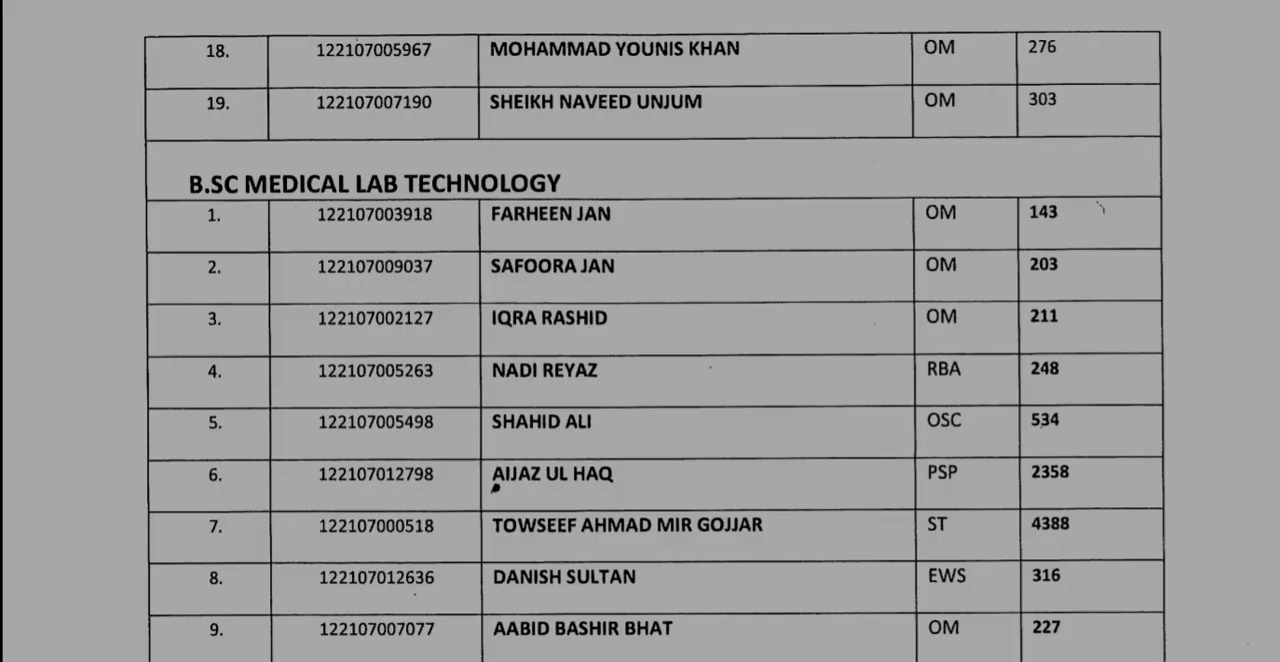 18. 122107005967 MOHAMMAD YOUNIS KHAN OM 276
19. 122107007190 SHEIKH NAVEED UNJUM OM 303
B.SC MEDICAL LAB TECHNOLOGY
1. 122107003918 FARHEEN JAN OM 143
2. 122107009037 SAFOORA JAN OM 203
3. 122107002127 IQRA RASHID OM 211
4. 122107005263 NADI REYAZ RBA 248
5. 122107005498 SHAHID ALI OSC 534
6. 122107012798 AIJAZ UL HAQ PSP 2358
7. 122107000518 TOWSEEF AHMAD MIR GOJJAR ST 4388
8. 122107012636 DANISH SULTAN EWS 316
9. 122107007077 AABID BASHIR BHAT OM 227